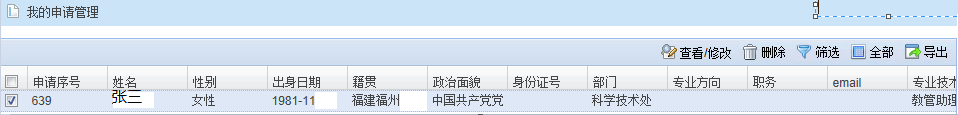 我的申请管理
查看/修改 删除 筛选 全部 导出
申请序号 姓名 性别 出身日期 籍贯 政治面貌 身份证号 部门 专业方向 职务 email 专业技术
639 张三 女性 1981-11 福建福州 中国共产党党 科学技术处 教管助理